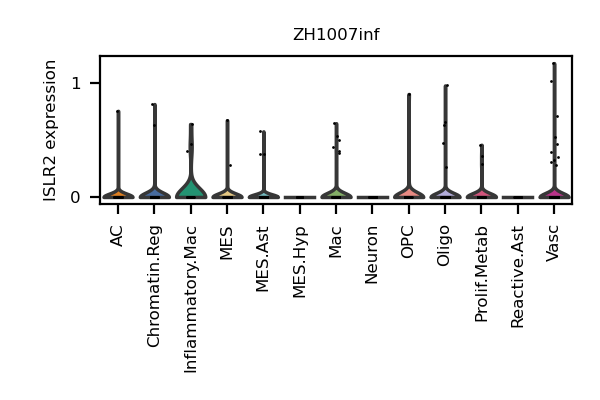 ZH1007inf
ISLR2 expression
1
0
AC
Chromatin.Reg
Inflammatory.Mac
MES
MES.Ast
MES.Hyp
Mac
Neuron
OPC
Oligo
Prolif.Metab
Reactive.Ast
Vasc